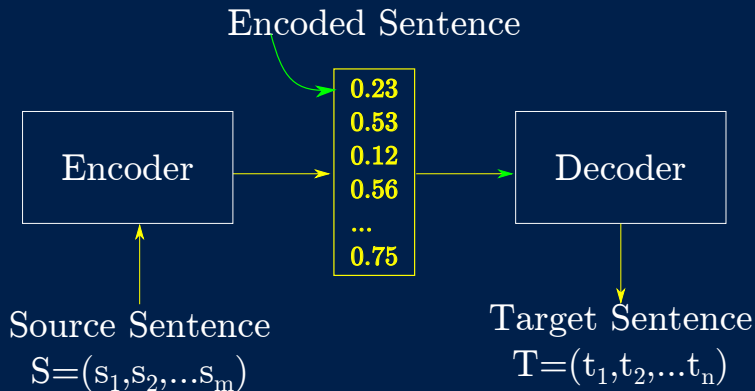 Encoded Sentence
0.23
0.53
0.12
0.56
...
0.75
Encoder
Decoder
Source Sentence
S=(s₁,s₂,...sₘ)
Target Sentence
T=(t₁,t₂,...tₙ)